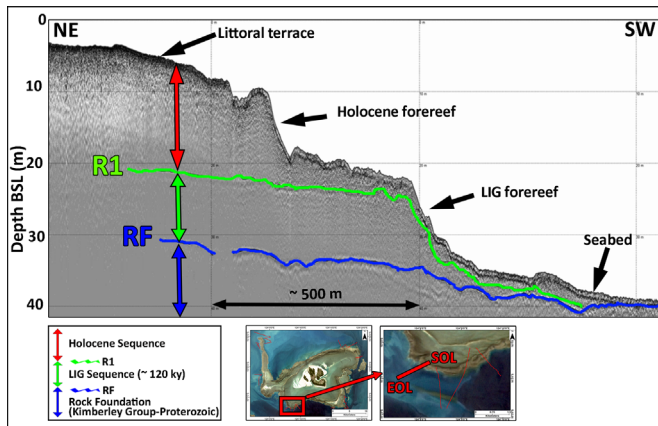 NE
SW
0
10
20
30
40
Depth BSL (m)
Littoral terrace
Holocene forereef
R1
LIG forereef
RF
Seabed
~ 500 m
Holocene Sequence
R1
LIG Sequence (~ 120 ky)
RF
Rock Foundation
(Kimberley Group-Proterozoic)
SOL
EOL